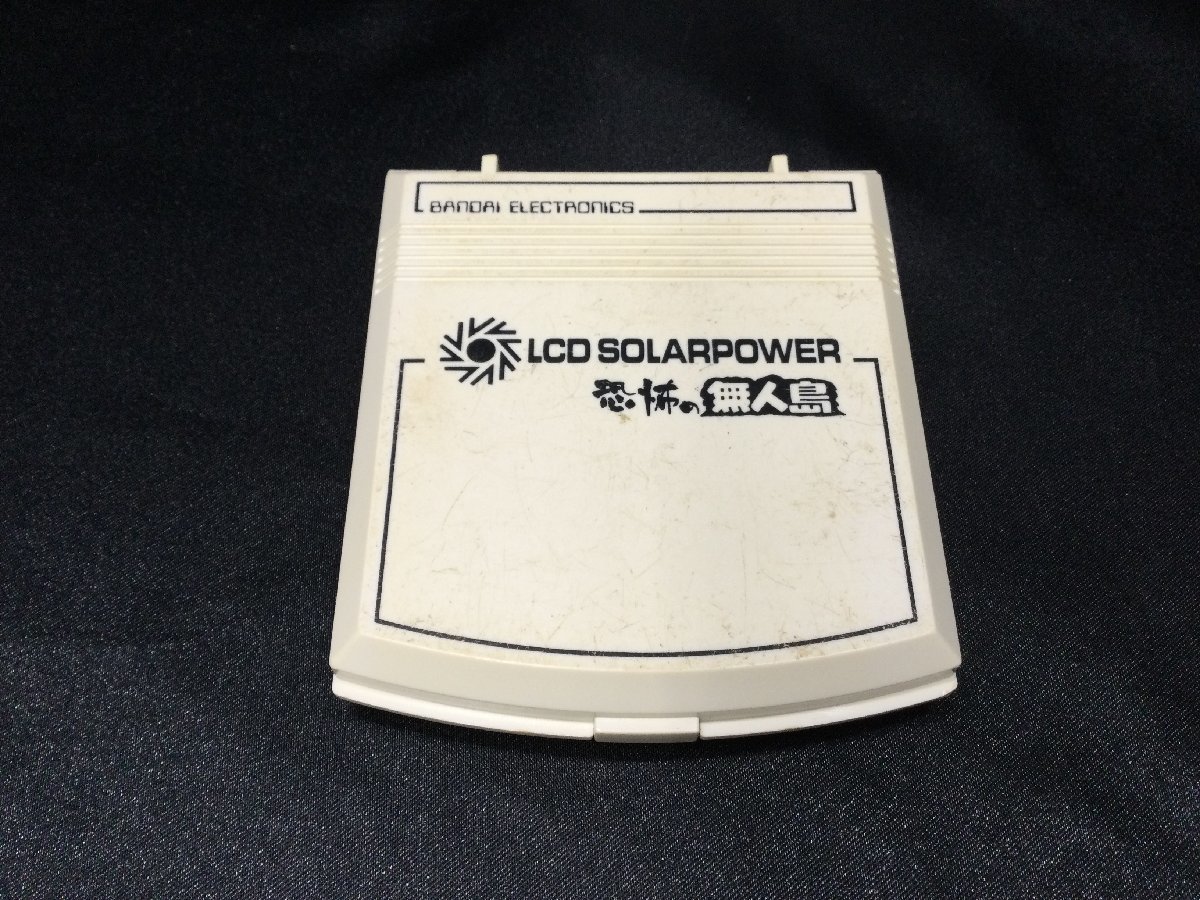 BANDAI ELECTRONICS
LCD SOLARPOWER
恐怖の無人島